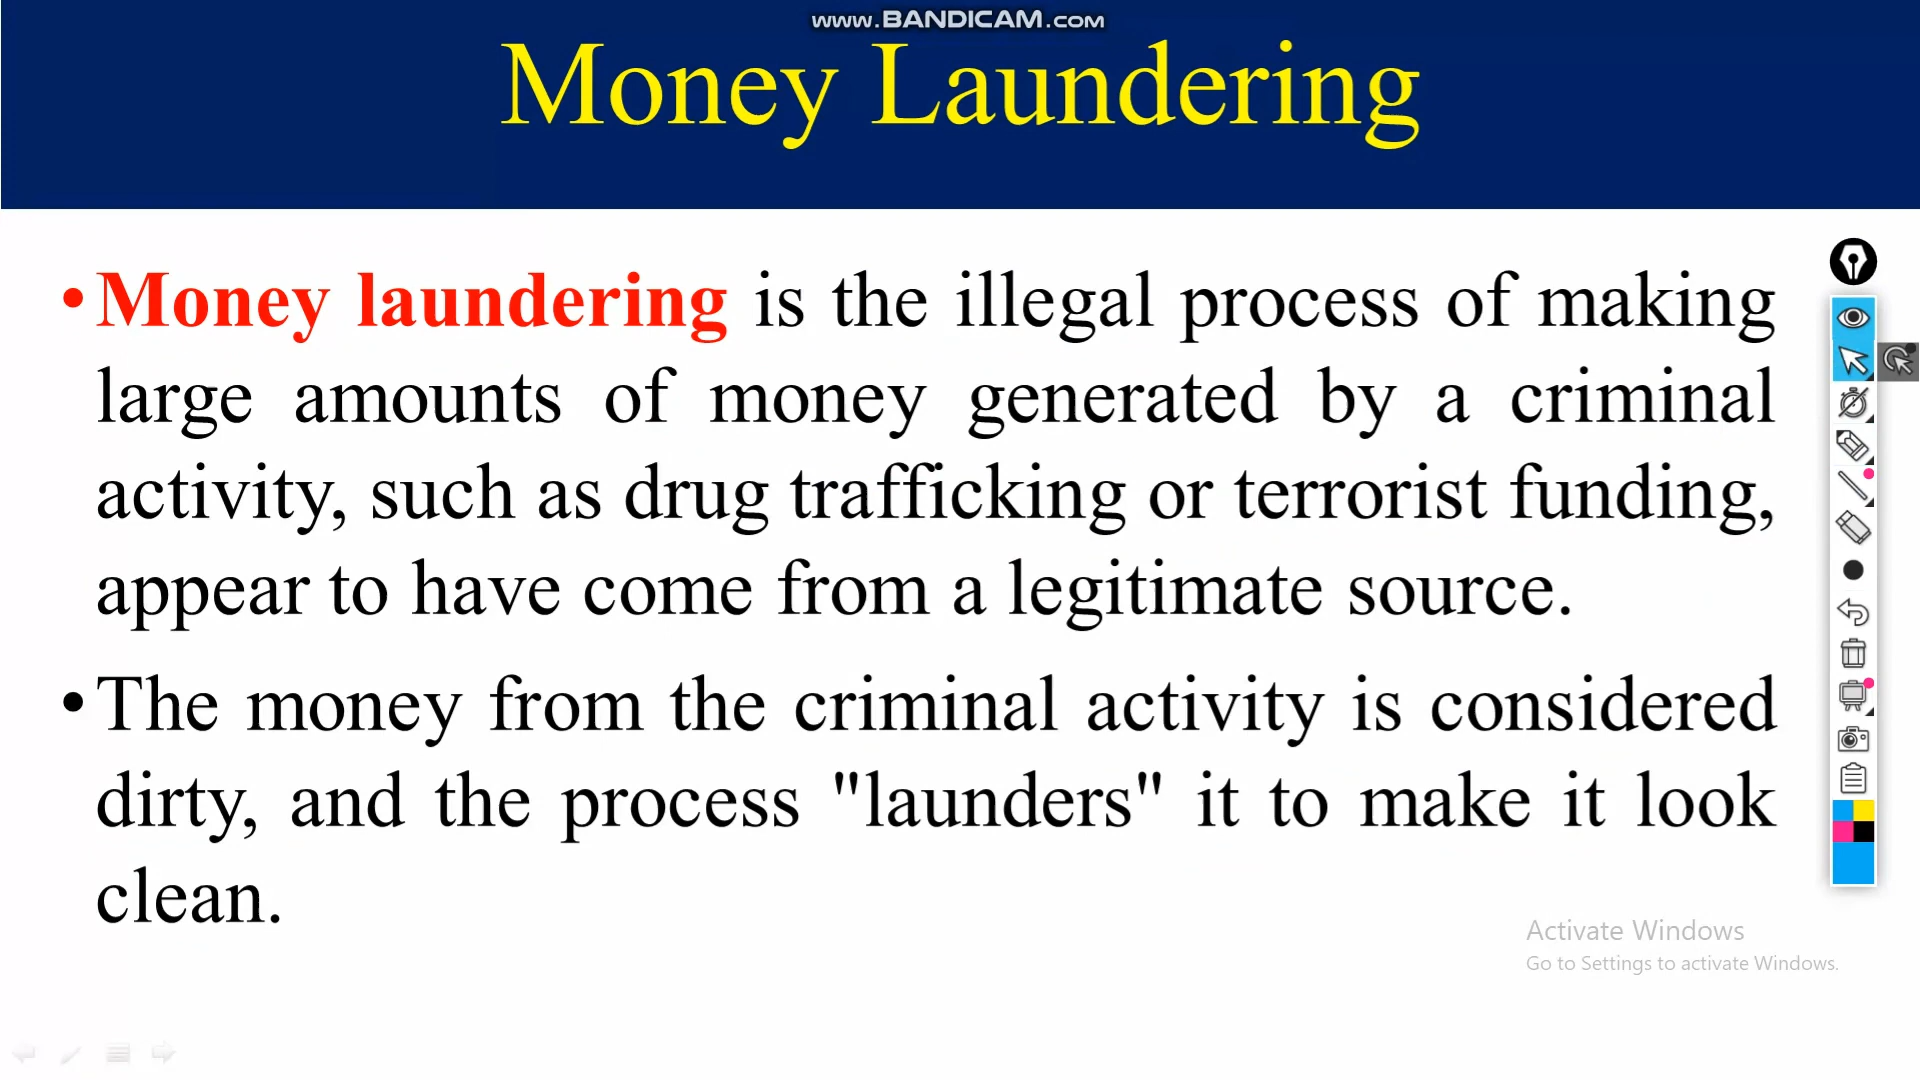 www.BANDICAM.com
Money Laundering
•Money laundering is the illegal process of making
large amounts of money generated by a criminal
activity, such as drug trafficking or terrorist funding,
appear to have come from a legitimate source.
•The money from the criminal activity is considered
dirty, and the process "launders" it to make it look
clean.
Activate Windows
Go to Settings to activate Windows.